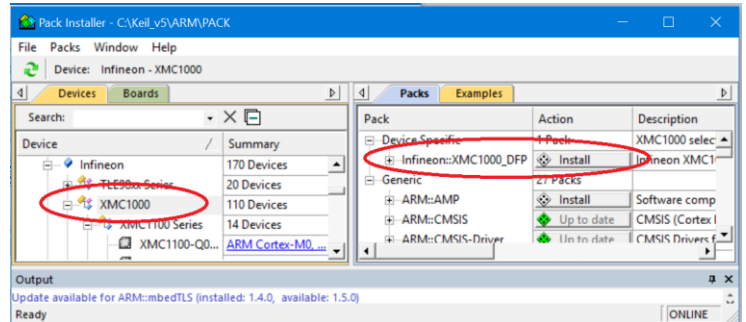 Pack Installer - C:\Keil_v5\ARM\PACK
File Packs Window Help
Device: Infineon - XMC1000
Devices Boards
Search:
Device / Summary
Infineon 170 Devices
TLE98xx Series 20 Devices
XMC1000 110 Devices
XMC1100 Series 14 Devices
XMC1100-Q0... ARM Cortex-M0, ...
Packs Examples
Pack Action Description
Device Specific 1 Pack XMC1000 selec
Infineon::XMC1000_DFP Install Infineon XMC1
Generic 27 Packs
ARM::AMP Install Software comp
ARM::CMSIS Up to date CMSIS (Cortex
ARM::CMSIS-Driver Up to date CMSIS Drivers f
Output
Update available for ARM::mbedTLS (installed: 1.4.0, available: 1.5.0)
Ready ONLINE